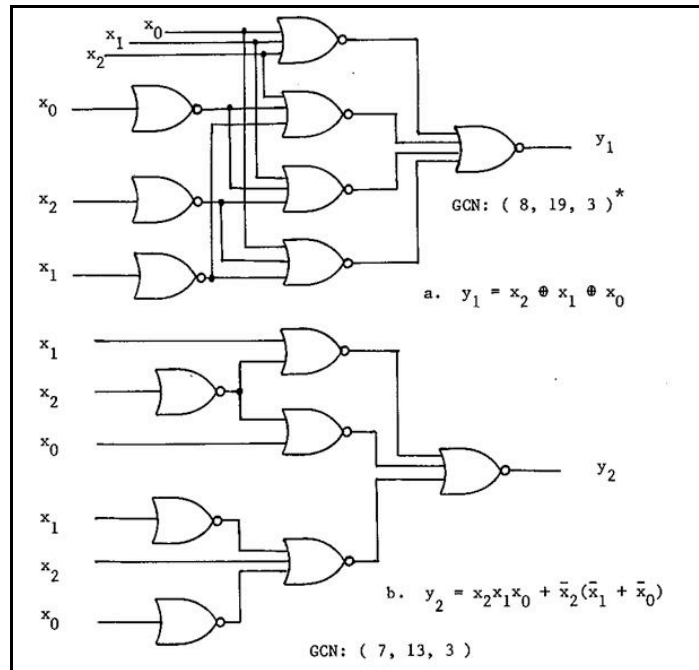 x₀
x₁
x₂
x₀
y₁
x₂
GCN: ( 8, 19, 3 )*
x₁
a. y₁ = x₂ ⊕ x₁ ⊕ x₀
x₁
x₂
x₀
y₂
x₁
x₂
b. y₂ = x₂x₁x₀ + x̄₂(x̄₁ + x̄₀)
x₀
GCN: ( 7, 13, 3 )